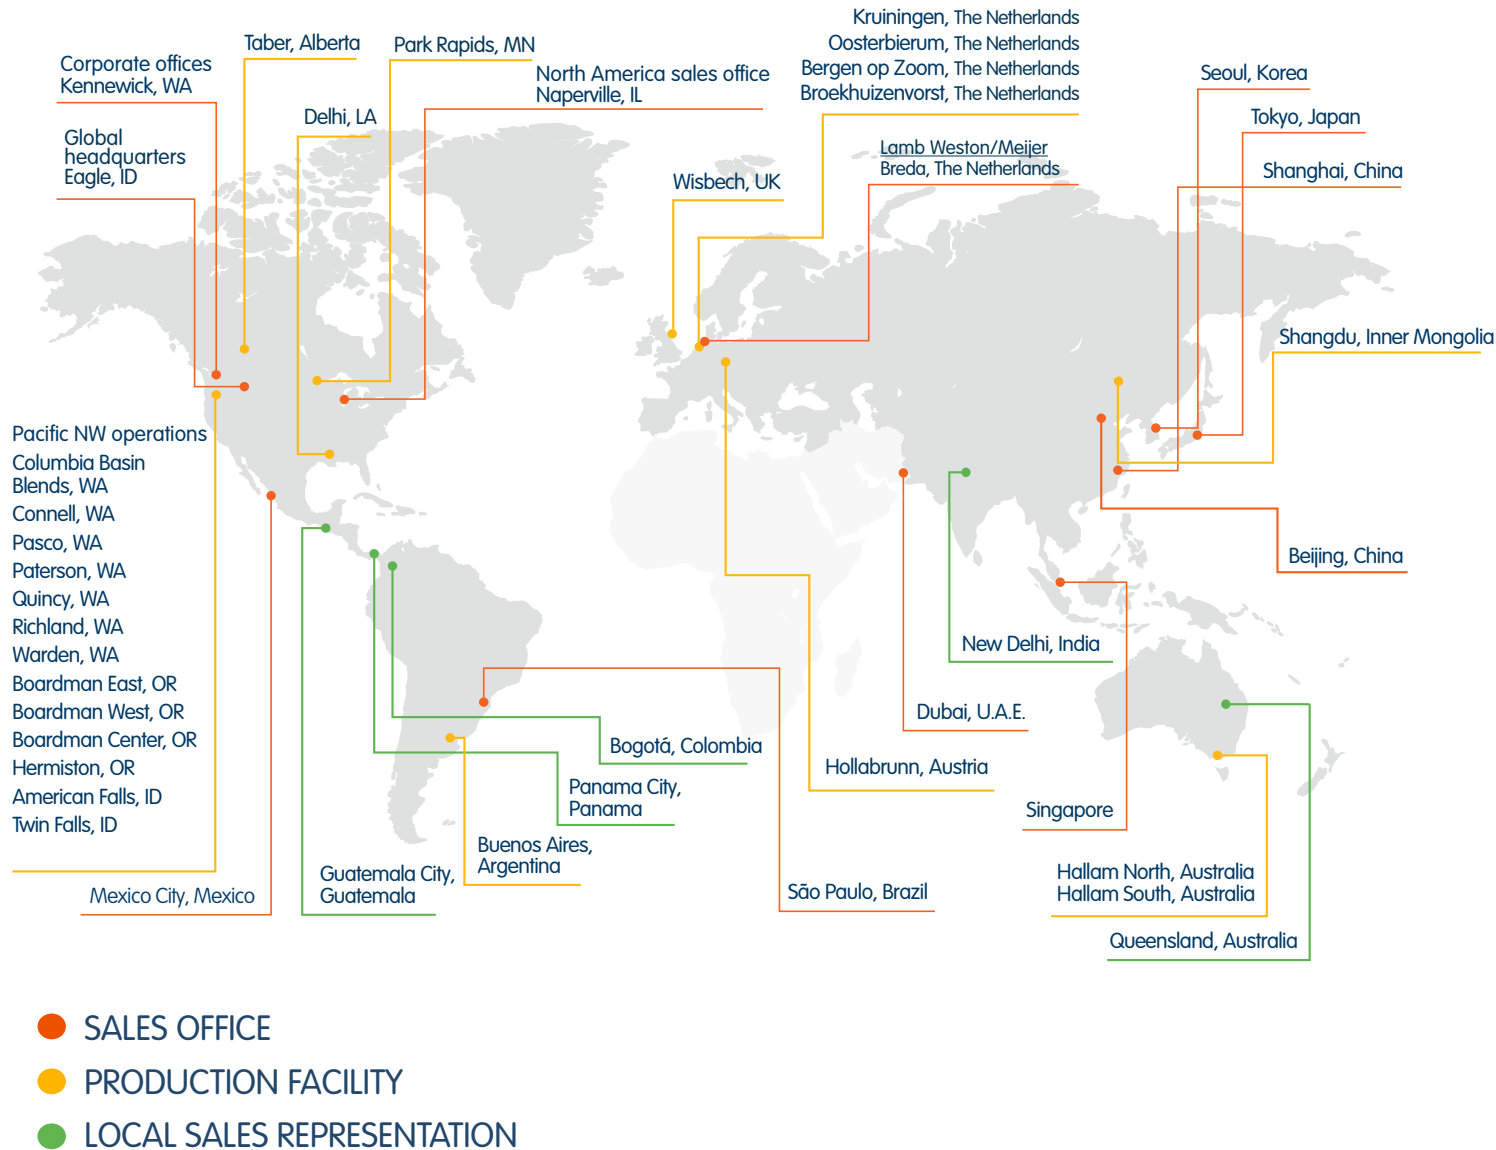 Kruiningen, The Netherlands
Oosterbierum, The Netherlands
Bergen op Zoom, The Netherlands
Broekhuizenvorst, The Netherlands
Taber, Alberta
Park Rapids, MN
Corporate offices
Kennewick, WA
North America sales office
Naperville, IL
Seoul, Korea
Delhi, LA
Tokyo, Japan
Global
headquarters
Eagle, ID
Lamb Weston/Meijer
Breda, The Netherlands
Shanghai, China
Wisbech, UK
Shangdu, Inner Mongolia
Pacific NW operations
Columbia Basin
Blends, WA
Connell, WA
Pasco, WA
Paterson, WA
Quincy, WA
Richland, WA
Warden, WA
Boardman East, OR
Boardman West, OR
Boardman Center, OR
Hermiston, OR
American Falls, ID
Twin Falls, ID
Beijing, China
New Delhi, India
Dubai, U.A.E.
Bogotá, Colombia
Hollabrunn, Austria
Panama City,
Panama
Singapore
Buenos Aires,
Argentina
Guatemala City,
Guatemala
Mexico City, Mexico
São Paulo, Brazil
Hallam North, Australia
Hallam South, Australia
Queensland, Australia
SALES OFFICE
PRODUCTION FACILITY
LOCAL SALES REPRESENTATION